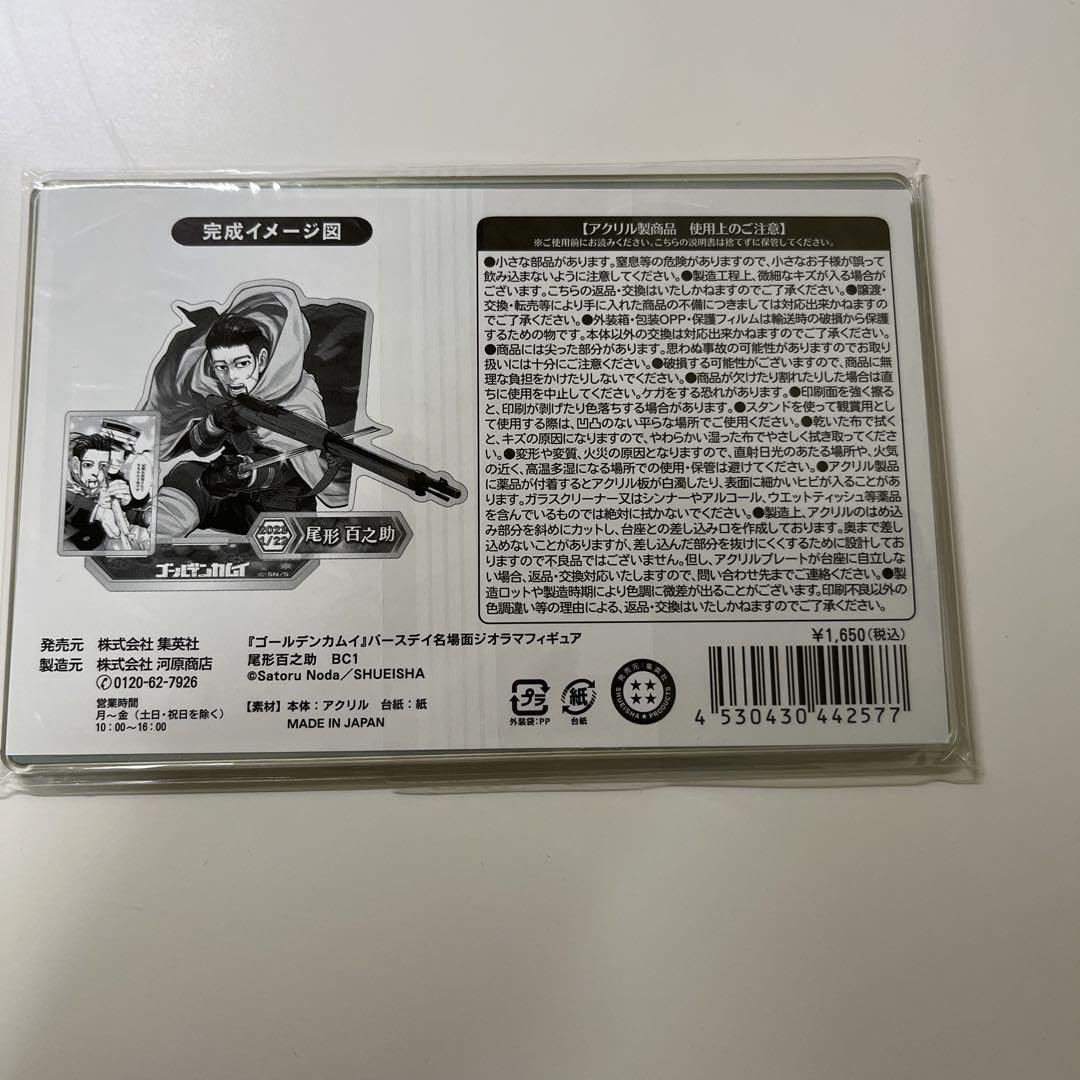 完成イメージ図
2023
1/22
尾形 百之助
ゴールデンカムイ
©SN/S
【アクリル製商品 使用上のご注意】
※ご使用前にお読みください。こちらの説明書は捨てずに保管してください。
●小さな部品があります。窒息等の危険がありますので、小さなお子様が誤って
飲み込まないように注意してください。●製造工程上、微細なキズが入る場合が
ございます。こちらの返品・交換はいたしかねますのでご了承ください。●譲渡・
交換・転売等により手に入れた商品の不備につきましては対応出来かねますの
でご了承ください。●外装箱・包装OPP・保護フィルムは輸送時の破損から保護
するための物です。本体以外の交換は対応出来かねますのでご了承ください。
●商品には尖った部分があります。思わぬ事故の可能性がありますのでお取り
扱いには十分にご注意ください。●破損する可能性がございますので、商品に無
理な負担をかけたりしないでください。●商品が欠けたり割れたりした場合は直
ちに使用を中止してください。ケガをする恐れがあります。●印刷面を強く擦る
と、印刷が剥げたり色落ちする場合があります。●スタンドを使って観賞用とし
て使用する際は、凹凸のない平らな場所でご使用ください。●乾いた布で拭く
と、キズの原因になりますので、やわらかい湿った布でやさしく拭き取ってくださ
い。●変形や変質、火災の原因となりますので、直射日光のあたる場所や、火気
の近く、高温多湿になる場所での使用・保管は避けてください。●アクリル製品
に薬品が付着するとアクリル板が白濁したり、表面に細かいヒビが入ることがあ
ります。ガラスクリーナー又はシンナーやアルコール、ウエットティッシュ等薬品
を含んでいるものでは絶対に拭かないでください。●製造上、アクリルのはめ込
み部分を斜めにカットし、台座との差し込み口を作成しております。奥まで差し
込めないことがありますが、差し込んだ部分を抜けにくくするために設計してお
りますので不良品ではございません。但し、アクリルプレートが台座に自立しな
い場合、返品・交換対応いたしますので、問い合わせ先までご連絡ください。●製
造ロットや製造時期により色調に微差が出ることがございます。印刷不良以外の
色調違い等の理由による、返品・交換はいたしかねますのでご了承ください。
発売元 株式会社 集英社
製造元 株式会社 河原商店
✆0120-62-7926
営業時間
月〜金（土日・祝日を除く）
10：00〜16：00
『ゴールデンカムイ』バースデイ名場面ジオラマフィギュア
尾形百之助 BC1
©Satoru Noda／SHUEISHA
【素材】本体：アクリル 台紙：紙
MADE IN JAPAN
プラ
外装袋：PP
紙
台紙
発売元：集英社
SHUEISHA★PRODUCTS
¥1,650（税込）
4 530430 442577